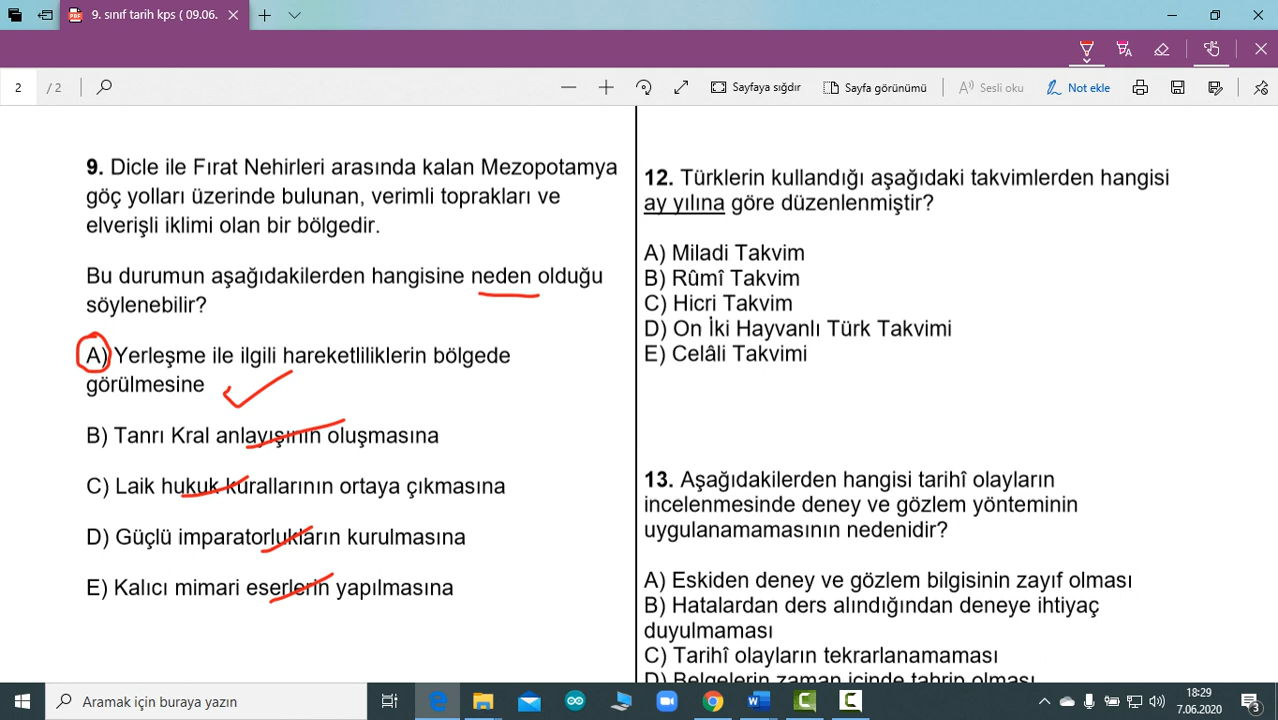 9. sınıf tarih kps ( 09.06.
2
/ 2
Sayfaya sığdır
Sayfa görünümü
Sesli oku
Not ekle
9. Dicle ile Fırat Nehirleri arasında kalan Mezopotamya
göç yolları üzerinde bulunan, verimli toprakları ve
elverişli iklimi olan bir bölgedir.
Bu durumun aşağıdakilerden hangisine neden olduğu
söylenebilir?
A) Yerleşme ile ilgili hareketliliklerin bölgede
görülmesine
B) Tanrı Kral anlayışının oluşmasına
C) Laik hukuk kurallarının ortaya çıkmasına
D) Güçlü imparatorlukların kurulmasına
E) Kalıcı mimari eserlerin yapılmasına
12. Türklerin kullandığı aşağıdaki takvimlerden hangisi
ay yılına göre düzenlenmiştir?
A) Miladi Takvim
B) Rûmî Takvim
C) Hicri Takvim
D) On İki Hayvanlı Türk Takvimi
E) Celâli Takvimi
13. Aşağıdakilerden hangisi tarihî olayların
incelenmesinde deney ve gözlem yönteminin
uygulanamamasının nedenidir?
A) Eskiden deney ve gözlem bilgisinin zayıf olması
B) Hatalardan ders alındığından deneye ihtiyaç
duyulmaması
C) Tarihî olayların tekrarlanamaması
D) Belgelerin zaman içinde tahrip olması
Aramak için buraya yazın
18:29
7.06.2020
3